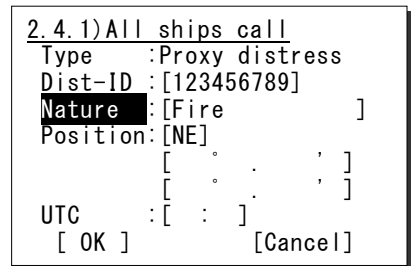 2.4.1)All ships call
Type :Proxy distress
Dist-ID :[123456789]
Nature :[Fire ]
Position:[NE]
[ ° . ' ]
[ ° . ' ]
UTC :[ : ]
[ OK ] [Cancel]